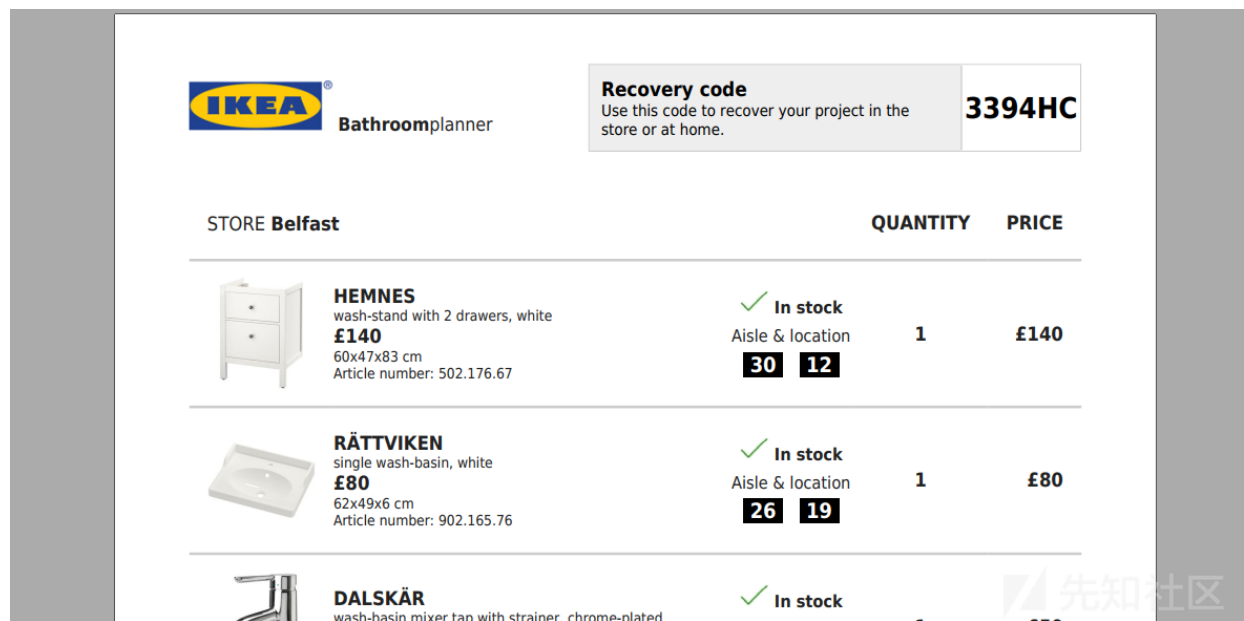 IKEA®
Bathroomplanner
Recovery code
Use this code to recover your project in the
store or at home.
3394HC
STORE Belfast QUANTITY PRICE
HEMNES
wash-stand with 2 drawers, white
£140
60x47x83 cm
Article number: 502.176.67
In stock
Aisle & location
30 12
1 £140
RÄTTVIKEN
single wash-basin, white
£80
62x49x6 cm
Article number: 902.165.76
In stock
Aisle & location
26 19
1 £80
DALSKÄR
wash-basin mixer tap with strainer, chrome-plated
In stock
先知社区